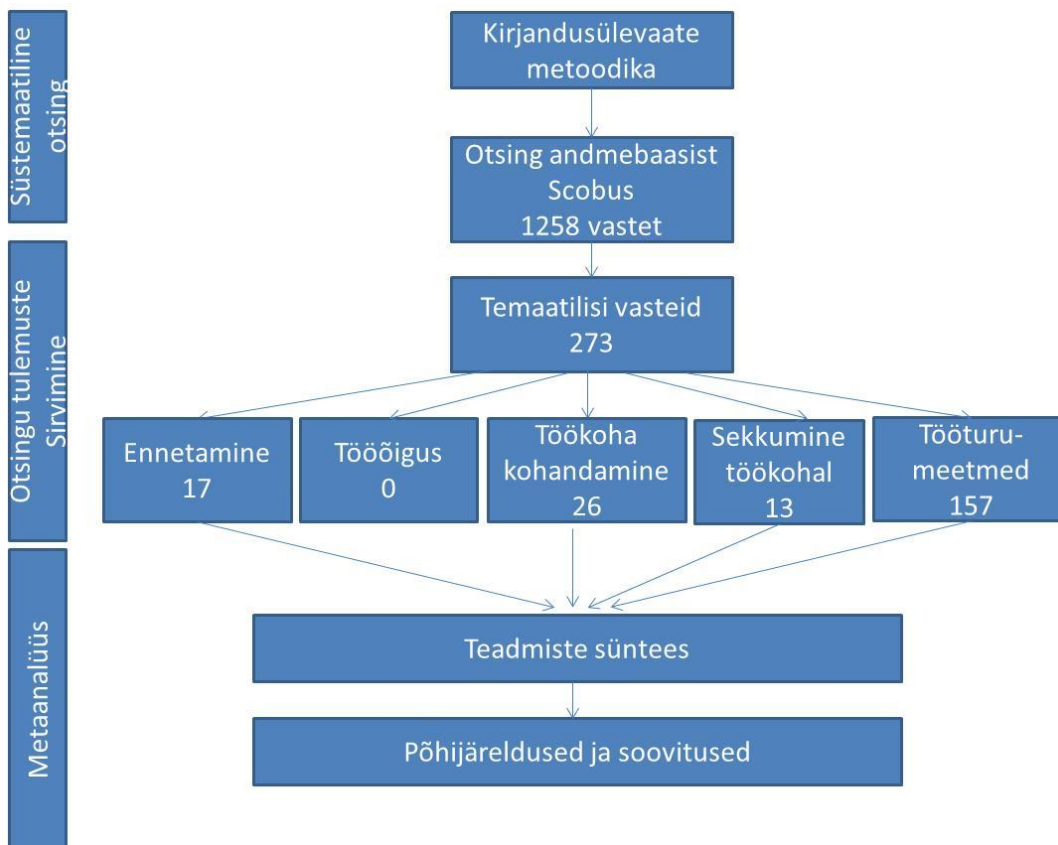 Süstemaatiline
otsing
Kirjandusülevaate
metoodika
Otsing andmebaasist
Scobus
1258 vastet
Otsingu tulemuste
Sirvimine
Temaatilisi vasteid
273
Ennetamine
17
Tööõigus
0
Töökoha
kohandamine
26
Sekkumine
töökohal
13
Tööturu-
meetmed
157
Metaanalüüs
Teadmiste süntees
Põhijäreldused ja soovitused